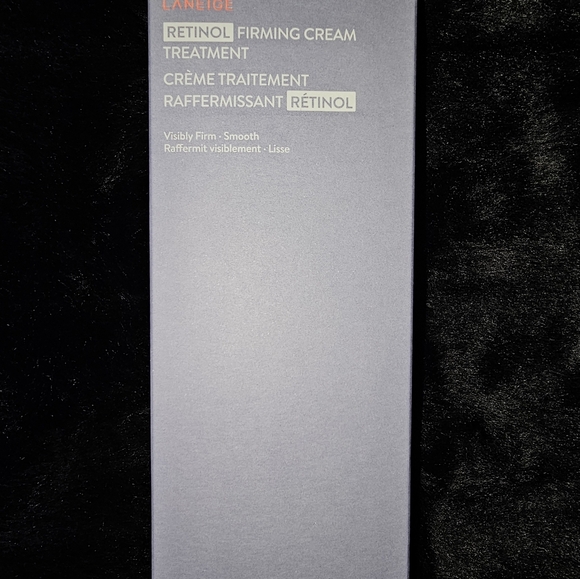 LANEIGE
RETINOL FIRMING CREAM
TREATMENT
CRÈME TRAITEMENT
RAFFERMISSANT RÉTINOL
Visibly Firm · Smooth
Raffermit visiblement · Lisse